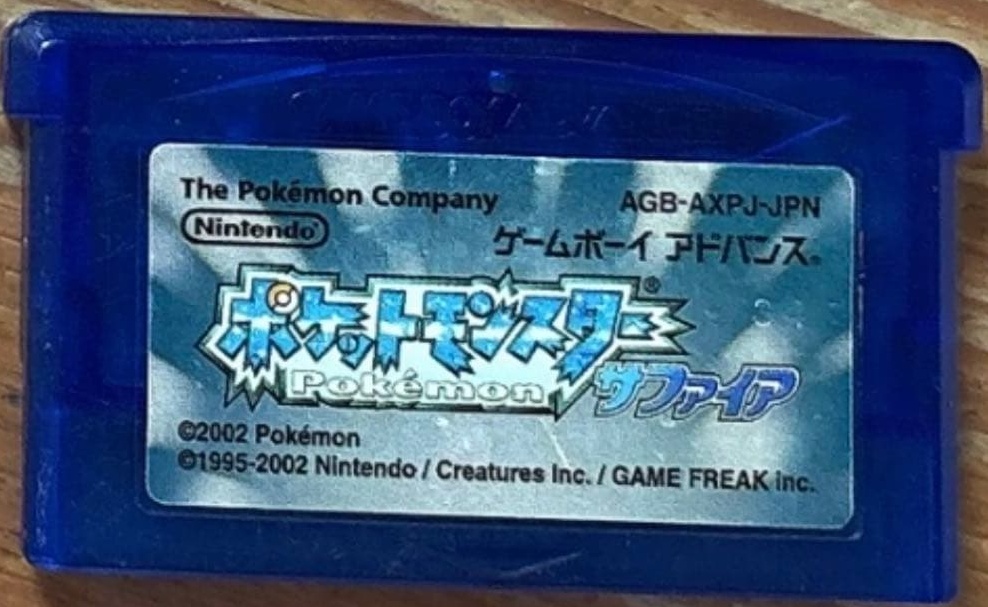 The Pokémon Company
AGB-AXPJ-JPN
Nintendo
ゲームボーイ アドバンス®
ポケットモンスター®
Pokémon
サファイア
©2002 Pokémon
©1995-2002 Nintendo / Creatures Inc. / GAME FREAK inc.